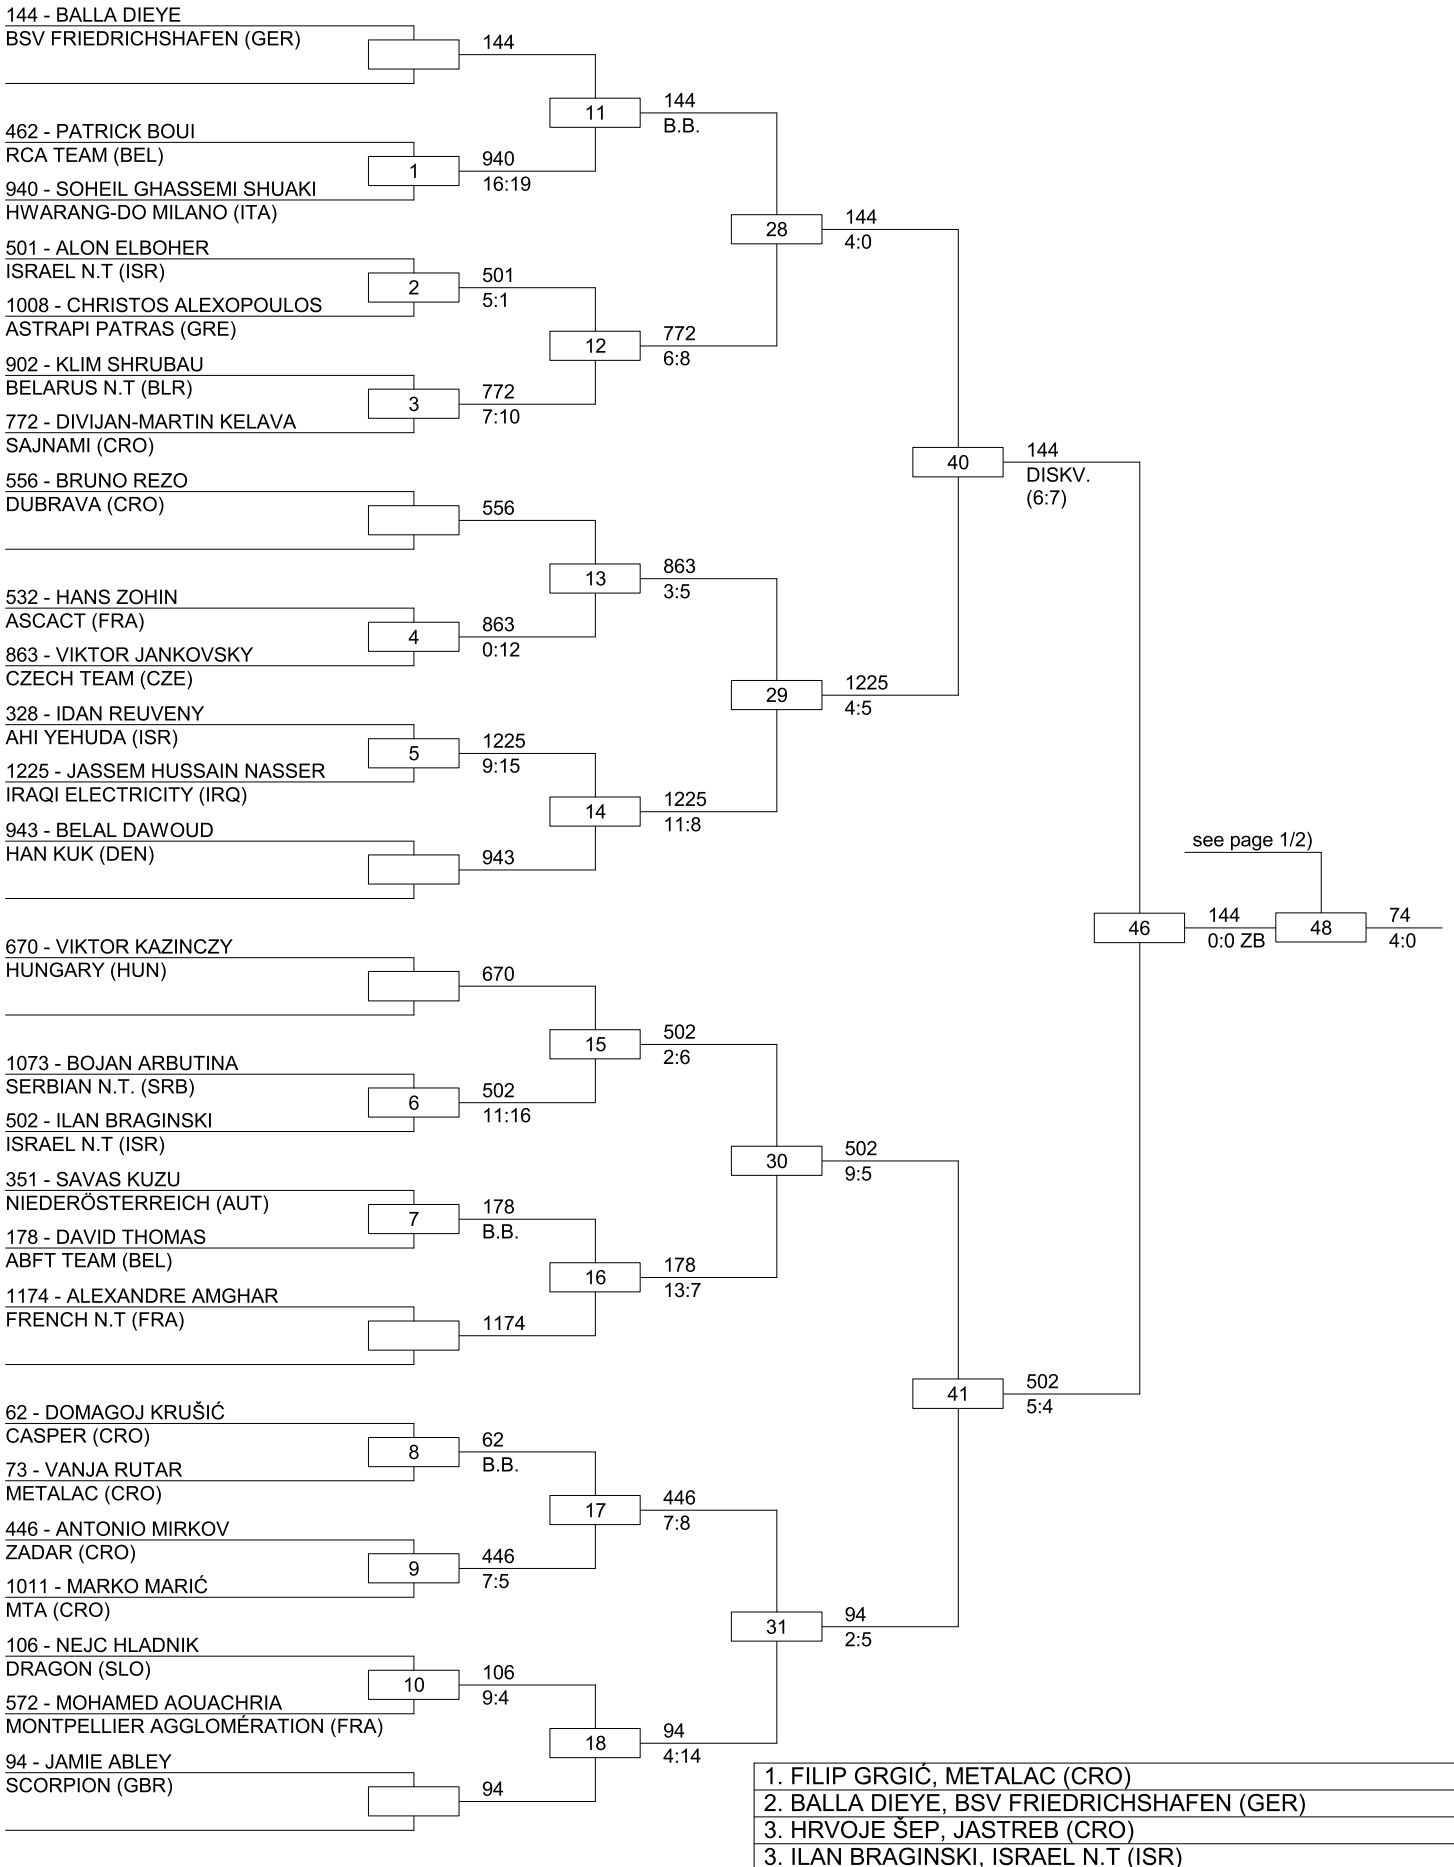 144 - BALLA DIEYE
BSV FRIEDRICHSHAFEN (GER)
462 - PATRICK BOUI
RCA TEAM (BEL)
940 - SOHEIL GHASSEMI SHUAKI
HWARANG-DO MILANO (ITA)
501 - ALON ELBOHER
ISRAEL N.T (ISR)
1008 - CHRISTOS ALEXOPOULOS
ASTRAPI PATRAS (GRE)
902 - KLIM SHRUBAU
BELARUS N.T (BLR)
772 - DIVIJAN-MARTIN KELAVA
SAJNAMI (CRO)
556 - BRUNO REZO
DUBRAVA (CRO)
532 - HANS ZOHIN
ASCACT (FRA)
863 - VIKTOR JANKOVSKY
CZECH TEAM (CZE)
328 - IDAN REUVENY
AHI YEHUDA (ISR)
1225 - JASSEM HUSSAIN NASSER
IRAQI ELECTRICITY (IRQ)
943 - BELAL DAWOUD
HAN KUK (DEN)
670 - VIKTOR KAZINCZY
HUNGARY (HUN)
1073 - BOJAN ARBUTINA
SERBIAN N.T. (SRB)
502 - ILAN BRAGINSKI
ISRAEL N.T (ISR)
351 - SAVAS KUZU
NIEDERÖSTERREICH (AUT)
178 - DAVID THOMAS
ABFT TEAM (BEL)
1174 - ALEXANDRE AMGHAR
FRENCH N.T (FRA)
62 - DOMAGOJ KRUŠIĆ
CASPER (CRO)
73 - VANJA RUTAR
METALAC (CRO)
446 - ANTONIO MIRKOV
ZADAR (CRO)
1011 - MARKO MARIĆ
MTA (CRO)
106 - NEJC HLADNIK
DRAGON (SLO)
572 - MOHAMED AOUACHRIA
MONTPELLIER AGGLOMÉRATION (FRA)
94 - JAMIE ABLEY
SCORPION (GBR)
144
1
940
16:19
2
501
5:1
3
772
7:10
556
4
863
0:12
5
1225
9:15
943
670
6
502
11:16
7
178
B.B.
1174
8
62
B.B.
9
446
7:5
10
106
9:4
94
11
144
B.B.
12
772
6:8
13
863
3:5
14
1225
11:8
15
502
2:6
16
178
13:7
17
446
7:8
18
94
4:14
28
144
4:0
29
1225
4:5
30
502
9:5
31
94
2:5
40
144
DISKV.
(6:7)
41
502
5:4
46
144
0:0 ZB
see page 1/2)
48
74
4:0
1. FILIP GRGIĆ, METALAC (CRO)
2. BALLA DIEYE, BSV FRIEDRICHSHAFEN (GER)
3. HRVOJE ŠEP, JASTREB (CRO)
3. ILAN BRAGINSKI, ISRAEL N.T (ISR)